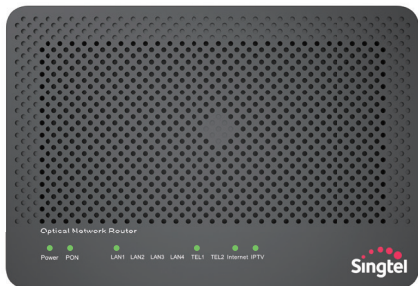 Optical Network Router
Power PON LAN1 LAN2 LAN3 LAN4 TEL1 TEL2 Internet IPTV
Singtel